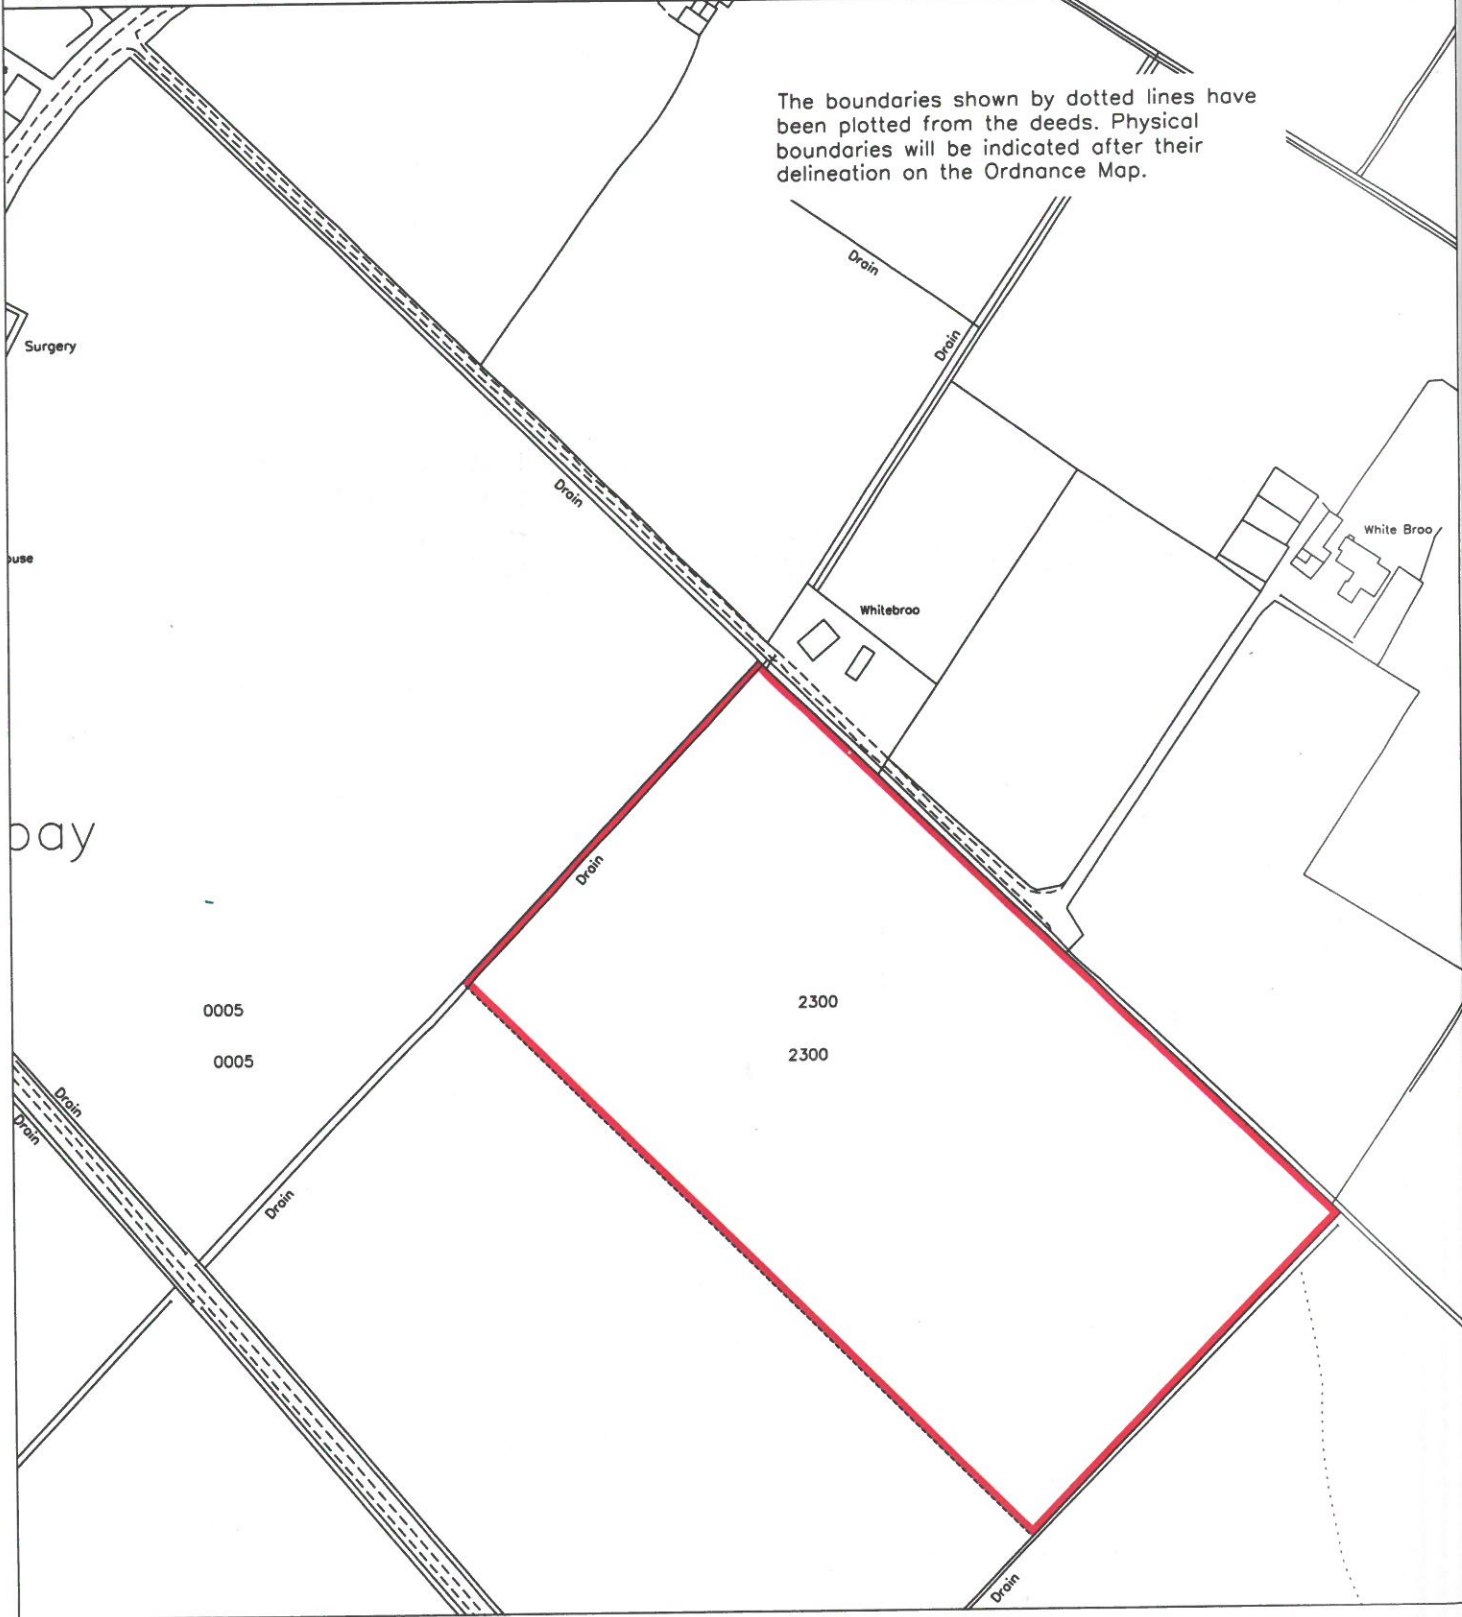 The boundaries shown by dotted lines have
been plotted from the deeds. Physical
boundaries will be indicated after their
delineation on the Ordnance Map.
Drain
Drain
Surgery
Drain
White Broo
ouse
Whitebroo
bay
Drain
0005
2300
0005
2300
Drain
Drain
Drain
Drain